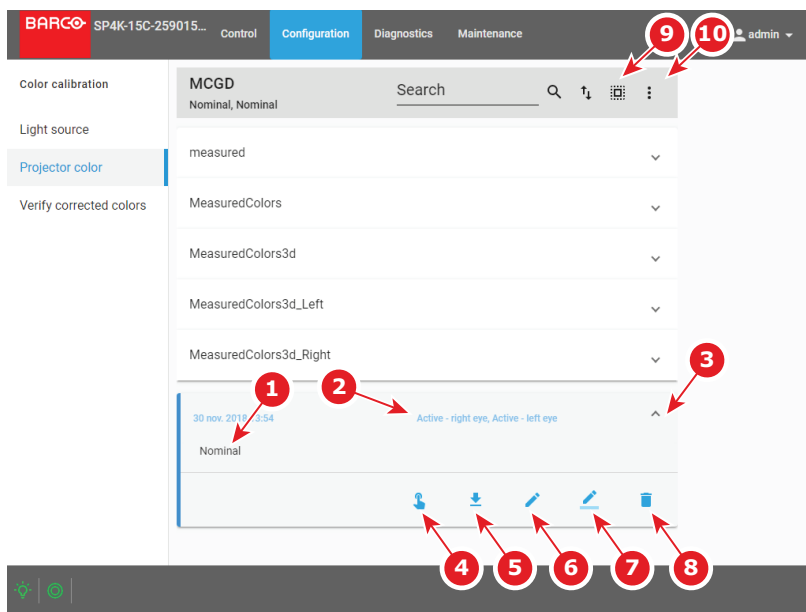 BARCO SP4K-15C-259015... Control Configuration Diagnostics Maintenance 9 10 admin
Color calibration
Light source
Projector color
Verify corrected colors
MCGD
Nominal, Nominal
Search
measured
MeasuredColors
MeasuredColors3d
MeasuredColors3d_Left
MeasuredColors3d_Right
1 2 3
30 nov. 2018 3:54 Active - right eye, Active - left eye
Nominal
4 5 6 7 8